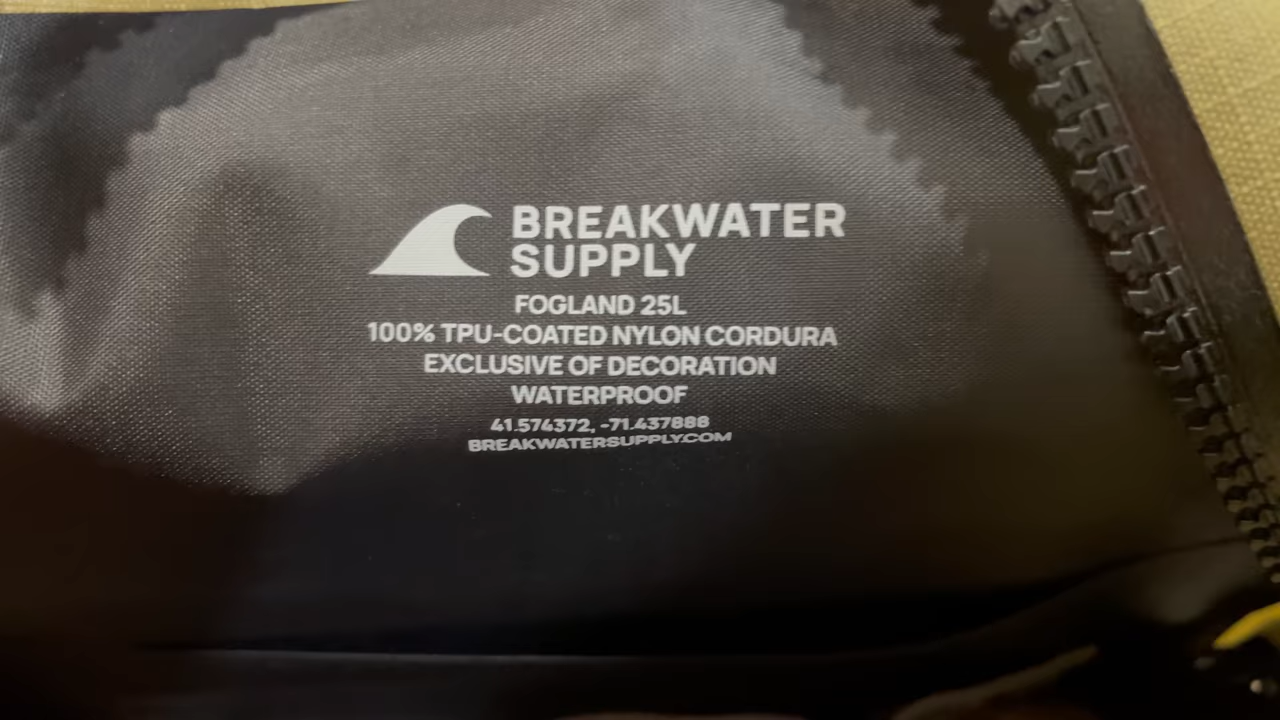 BREAKWATER
SUPPLY
FOGLAND 25L
100% TPU-COATED NYLON CORDURA
EXCLUSIVE OF DECORATION
WATERPROOF
41.574372, -71.437888
BREAKWATERSUPPLY.COM